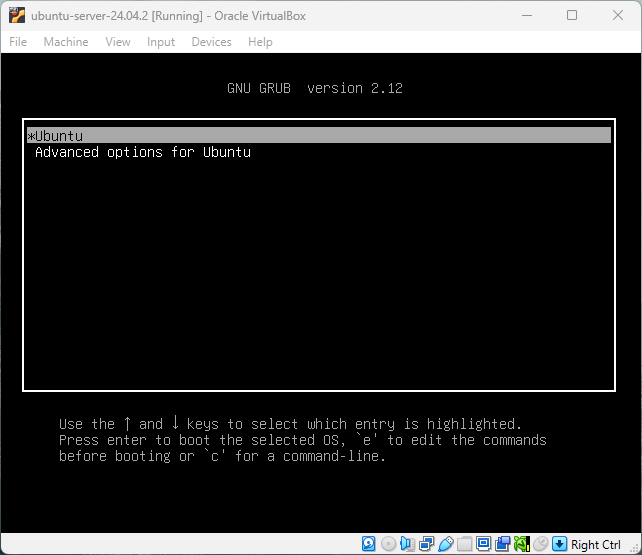 ubuntu-server-24.04.2 [Running] - Oracle VirtualBox
File Machine View Input Devices Help
GNU GRUB  version 2.12
*Ubuntu
Advanced options for Ubuntu
Use the ↑ and ↓ keys to select which entry is highlighted.
Press enter to boot the selected OS, `e' to edit the commands
before booting or `c' for a command-line.
Right Ctrl